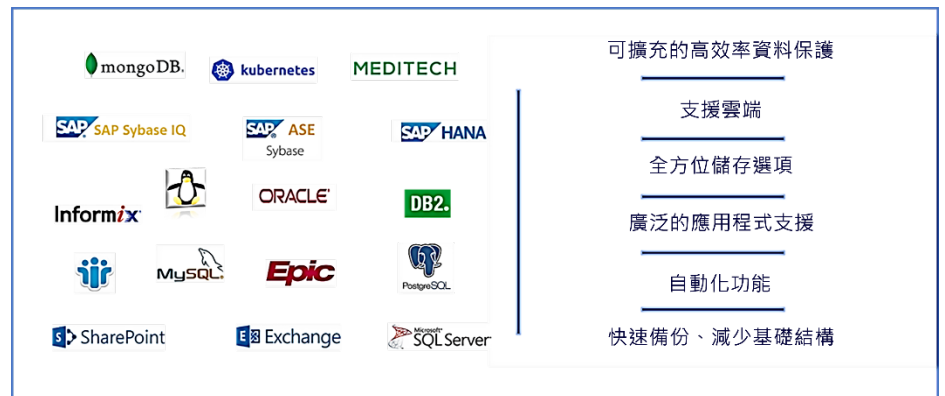 mongoDB.
kubernetes
MEDITECH
SAP SAP Sybase IQ
SAP ASE
Sybase
SAP HANA
Informix
ORACLE
DB2.
MySQL
Epic
PostgreSQL
S SharePoint
E Exchange
Microsoft
SQL Server
可擴充的高效率資料保護
支援雲端
全方位儲存選項
廣泛的應用程式支援
自動化功能
快速備份、減少基礎結構